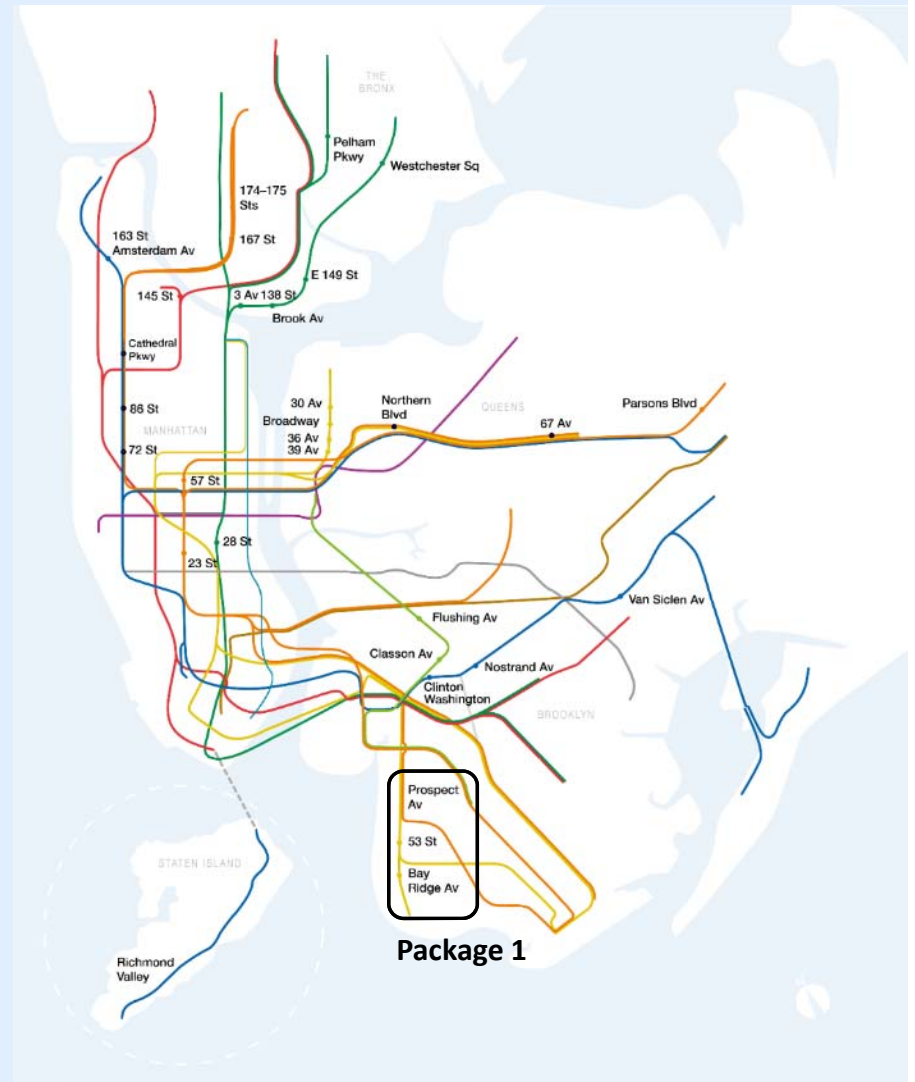 THE
BRONX
Pelham
Pkwy
Westchester Sq
174–175
Sts
163 St
Amsterdam Av
167 St
E 149 St
145 St
3 Av 138 St
Brook Av
Cathedral
Pkwy
86 St
MANHATTAN
72 St
30 Av
Broadway
36 Av
39 Av
Northern
Blvd
QUEENS
67 Av
Parsons Blvd
57 St
28 St
23 St
Van Siclen Av
Flushing Av
Classon Av
Nostrand Av
Clinton
Washington
BROOKLYN
Prospect
Av
53 St
Bay
Ridge Av
Package 1
STATEN ISLAND
Richmond
Valley